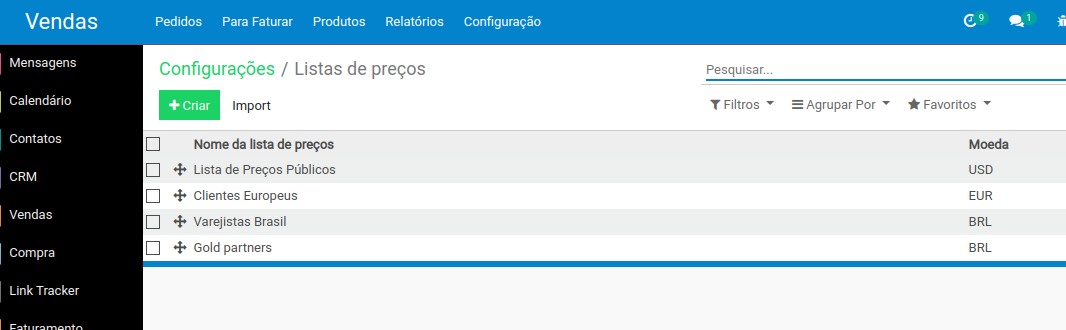 Vendas Pedidos Para Faturar Produtos Relatórios Configuração 9 1
Mensagens
Calendário
Contatos
CRM
Vendas
Compra
Link Tracker
Faturamento
Configurações / Listas de preços
Pesquisar...
Criar Import
Filtros Agrupar Por Favoritos
Nome da lista de preços Moeda
Lista de Preços Públicos USD
Clientes Europeus EUR
Varejistas Brasil BRL
Gold partners BRL